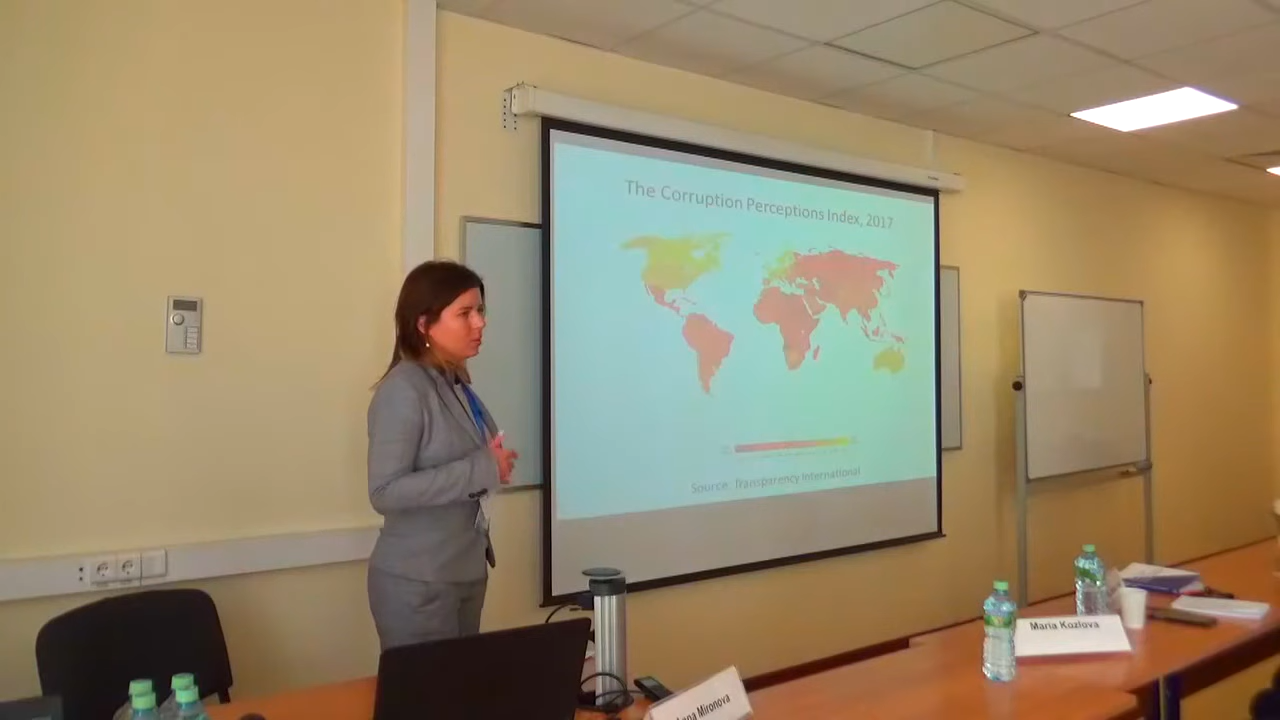 The Corruption Perceptions Index, 2017
Source: Transparency International
Maria Kozlova
Mironova